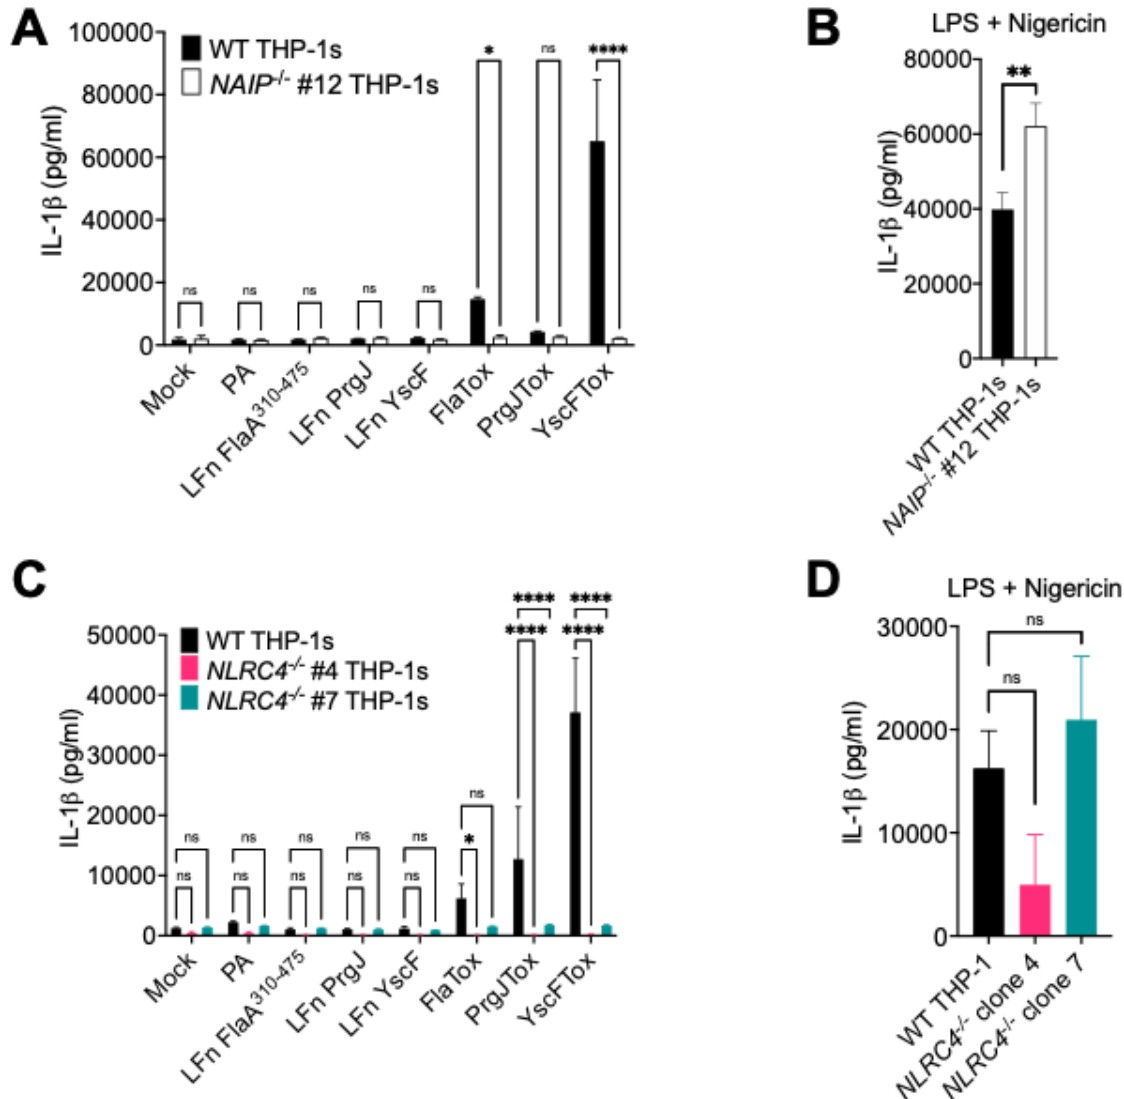 A
100000
80000
60000
40000
20000
0
IL-1β (pg/ml)
WT THP-1s
NAIP-/- #12 THP-1s
ns
ns
ns
ns
ns
*
ns
****
Mock
PA
LFn FlaA310-475
LFn PrgJ
LFn YscF
FlaTox
PrgJTox
YscFTox
B
LPS + Nigericin
80000
60000
40000
20000
0
IL-1β (pg/ml)
**
WT THP-1s
NAIP-/- #12 THP-1s
C
50000
40000
30000
20000
10000
0
IL-1β (pg/ml)
WT THP-1s
NLRC4-/- #4 THP-1s
NLRC4-/- #7 THP-1s
ns
ns
ns
ns
ns
ns
ns
ns
ns
ns
ns
*
****
****
****
****
Mock
PA
LFn FlaA310-475
LFn PrgJ
LFn YscF
FlaTox
PrgJTox
YscFTox
D
LPS + Nigericin
30000
20000
10000
0
IL-1β (pg/ml)
ns
ns
WT THP-1
NLRC4-/- clone 4
NLRC4-/- clone 7